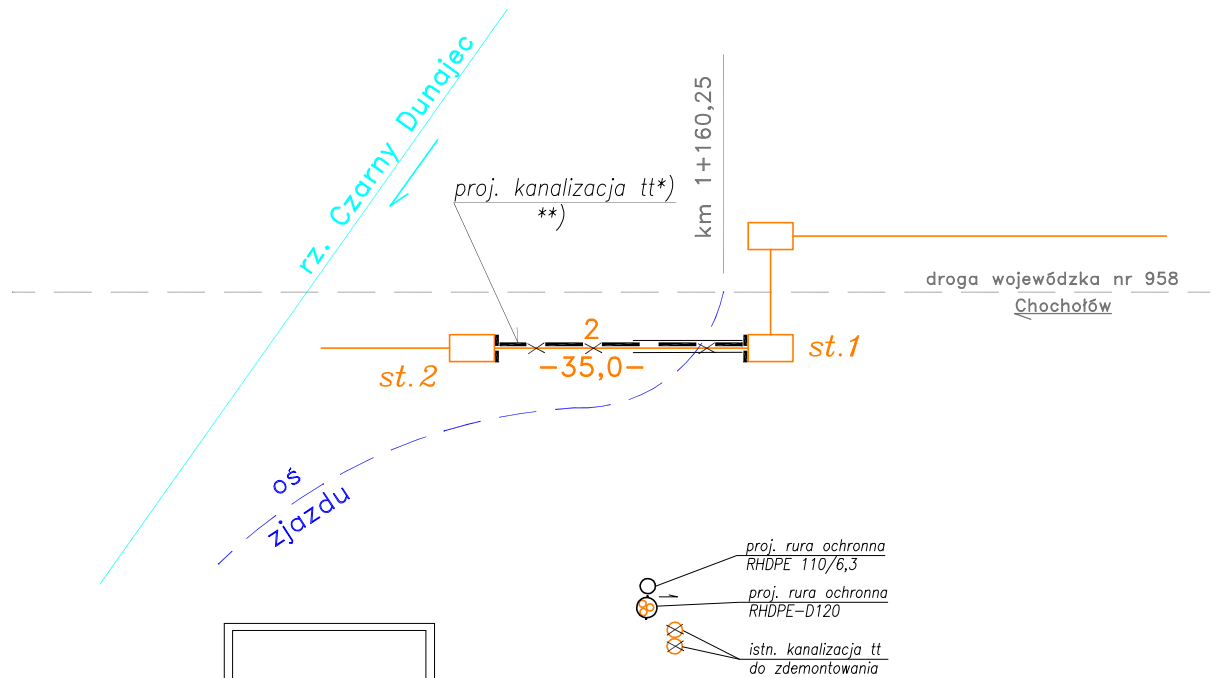 rz. Czarny Dunajec
proj. kanalizacja tt*)
**)
km 1+160,25
droga wojewódzka nr 958
Chochołów
2
-35,0-
st.1
st.2
oś
zjazdu
proj. rura ochronna
RHDPE 110/6,3
proj. rura ochronna
RHDPE-D120
istn. kanalizacja tt
do zdemontowania